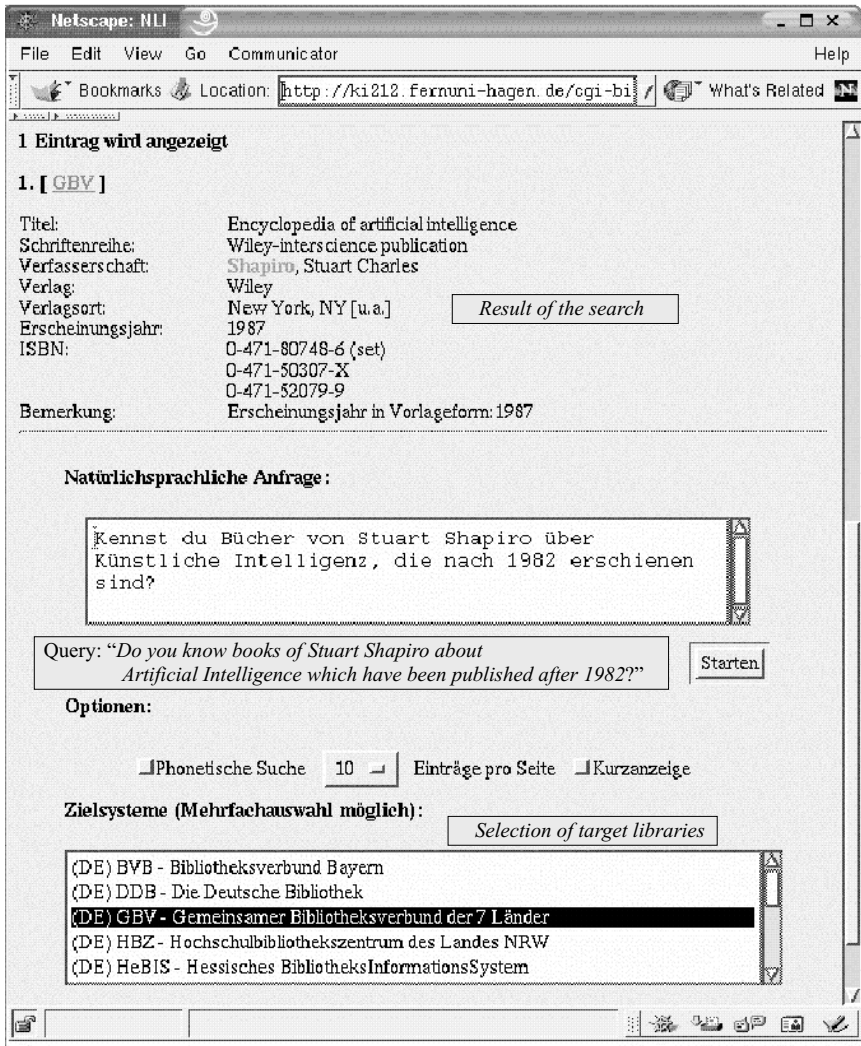 Netscape: NLI
File Edit View Go Communicator Help
Bookmarks Location: http://ki212.fernuni-hagen.de/cgi-bi What's Related N
1 Eintrag wird angezeigt
1. [ GBV ]
Titel: Encyclopedia of artificial intelligence
Schriftenreihe: Wiley-interscience publication
Verfasserschaft: Shapiro, Stuart Charles
Verlag: Wiley
Verlagsort: New York, NY [u.a.]
Result of the search
Erscheinungsjahr: 1987
ISBN: 0-471-80748-6 (set)
0-471-50307-X
0-471-52079-9
Bemerkung: Erscheinungsjahr in Vorlageform: 1987
Natürlichsprachliche Anfrage:
Kennst du Bücher von Stuart Shapiro über
Künstliche Intelligenz, die nach 1982 erschienen
sind?
Query: “Do you know books of Stuart Shapiro about
Artificial Intelligence which have been published after 1982?”
Starten
Optionen:
Phonetische Suche 10 Einträge pro Seite Kurzanzeige
Zielsysteme (Mehrfachauswahl möglich):
Selection of target libraries
(DE) BVB - Bibliotheksverbund Bayern
(DE) DDB - Die Deutsche Bibliothek
(DE) GBV - Gemeinsamer Bibliotheksverbund der 7 Länder
(DE) HBZ - Hochschulbibliothekszentrum des Landes NRW
(DE) HeBIS - Hessisches BibliotheksInformationsSystem